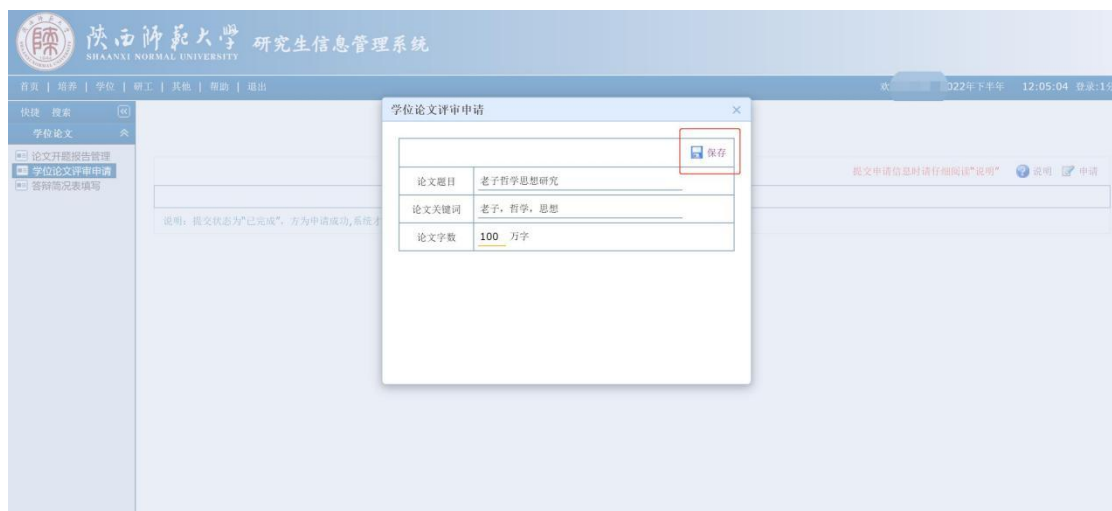 陕西师范大学 研究生信息管理系统
SHAANXI NORMAL UNIVERSITY
首页 | 培养 | 学位 | 研工 | 其他 | 帮助 | 退出
欢 022年下半年 12:05:04 登录:1分
快捷 搜索
学位论文
论文开题报告管理
学位论文评审申请
答辩简况表填写
提交申请信息时请仔细阅读"说明" 说明 申请
说明：提交状态为"已完成"，方为申请成功,系统才
学位论文评审申请
保存
论文题目 老子哲学思想研究
论文关键词 老子，哲学，思想
论文字数 100 万字